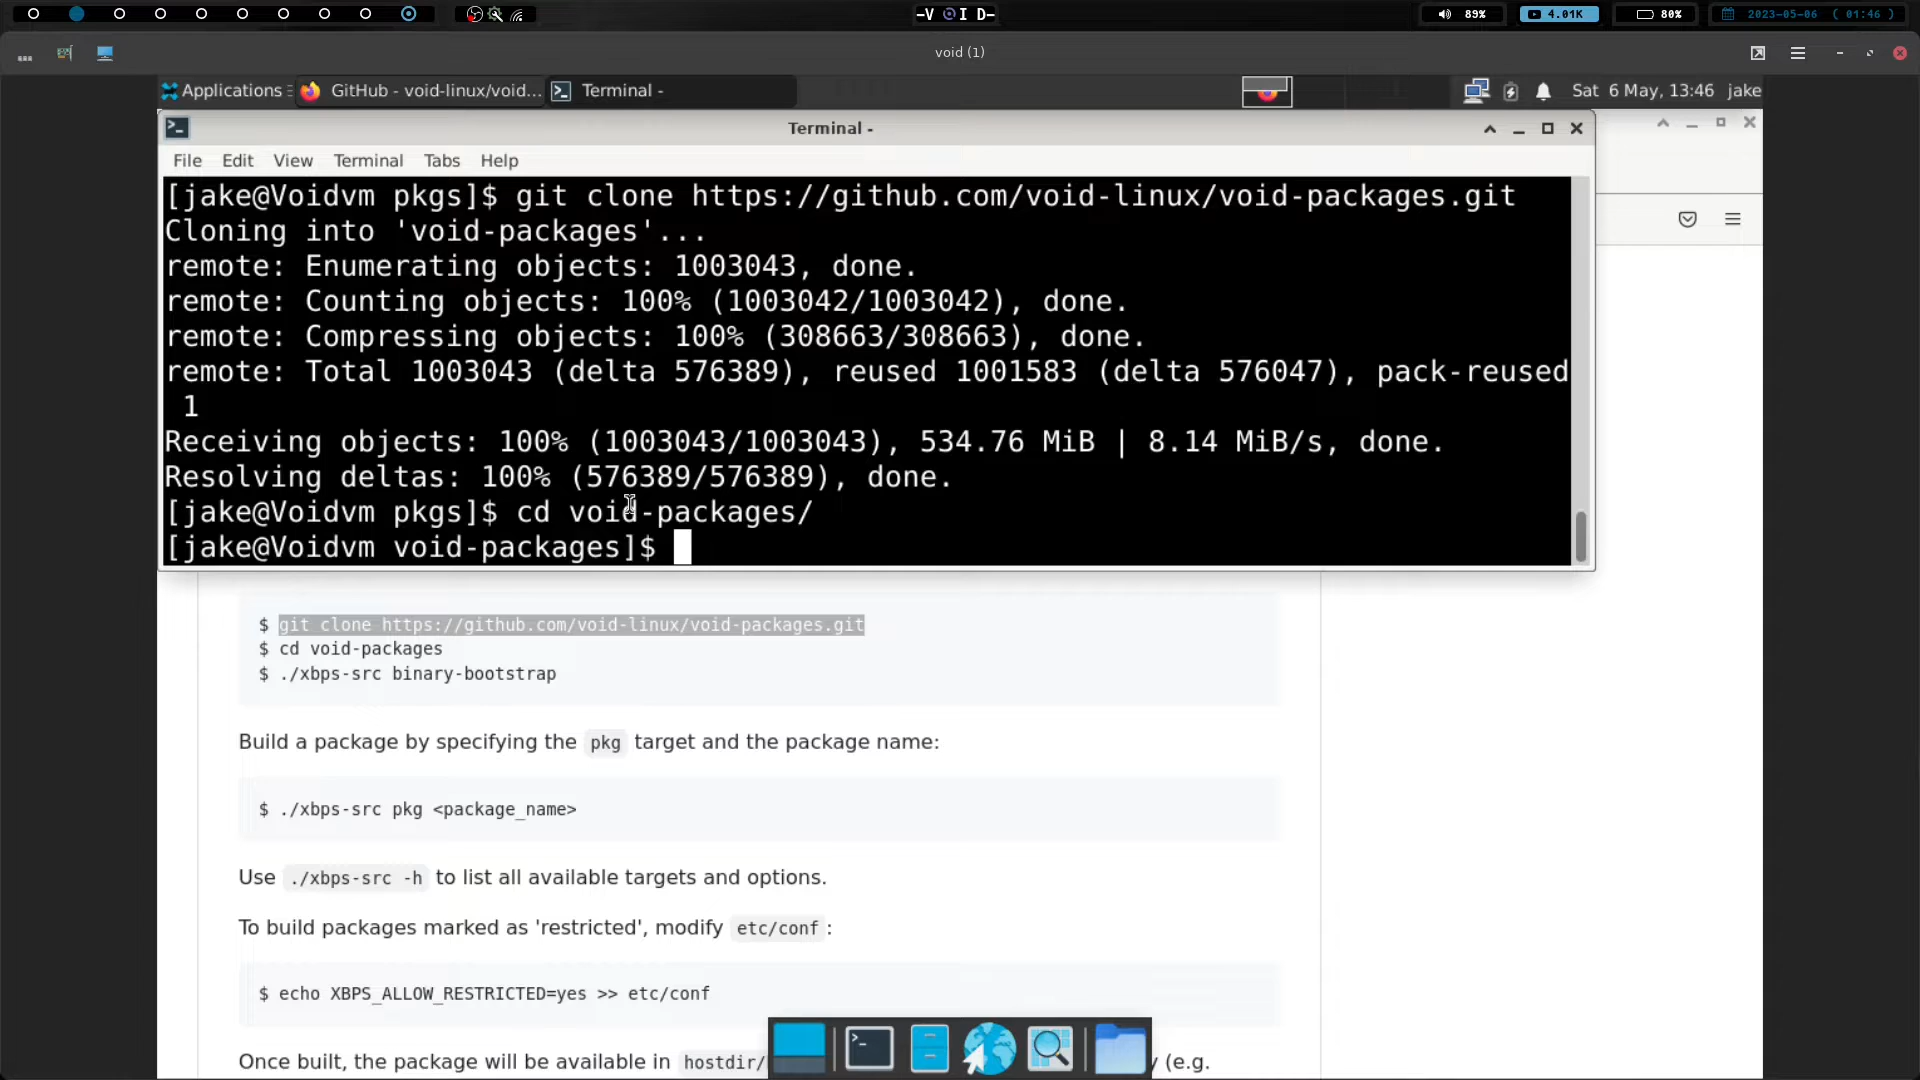 -V I D-
89%
4.01K
80%
2023-05-06 ( 01:46 )
...
void (1)
Applications
GitHub - void-linux/void...
Terminal -
Sat 6 May, 13:46
jake
Terminal -
File Edit View Terminal Tabs Help
[jake@Voidvm pkgs]$ git clone https://github.com/void-linux/void-packages.git
Cloning into 'void-packages'...
remote: Enumerating objects: 1003043, done.
remote: Counting objects: 100% (1003042/1003042), done.
remote: Compressing objects: 100% (308663/308663), done.
remote: Total 1003043 (delta 576389), reused 1001583 (delta 576047), pack-reused
1
Receiving objects: 100% (1003043/1003043), 534.76 MiB | 8.14 MiB/s, done.
Resolving deltas: 100% (576389/576389), done.
[jake@Voidvm pkgs]$ cd void-packages/
[jake@Voidvm void-packages]$
$ git clone https://github.com/void-linux/void-packages.git
$ cd void-packages
$ ./xbps-src binary-bootstrap
Build a package by specifying the pkg target and the package name:
$ ./xbps-src pkg <package_name>
Use ./xbps-src -h to list all available targets and options.
To build packages marked as 'restricted', modify etc/conf :
$ echo XBPS_ALLOW_RESTRICTED=yes >> etc/conf
Once built, the package will be available in hostdir/
y (e.g.